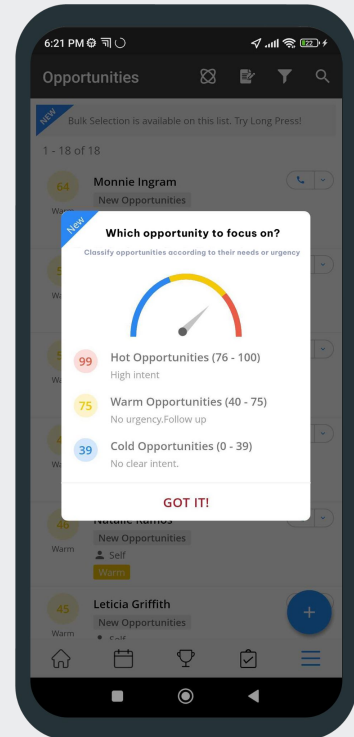 6:21 PM
22
Opportunities
NEW
Bulk Selection is available on this list. Try Long Press!
1 - 18 of 18
64
Monnie Ingram
New Opportunities
New
Which opportunity to focus on?
Classify opportunities according to their needs or urgency
99
Hot Opportunities (76 - 100)
High intent
75
Warm Opportunities (40 - 75)
No urgency.Follow up
39
Cold Opportunities (0 - 39)
No clear intent.
GOT IT!
46
Natalie Ramos
New Opportunities
Warm
Self
Warm
45
Leticia Griffith
New Opportunities
Warm
Self
+